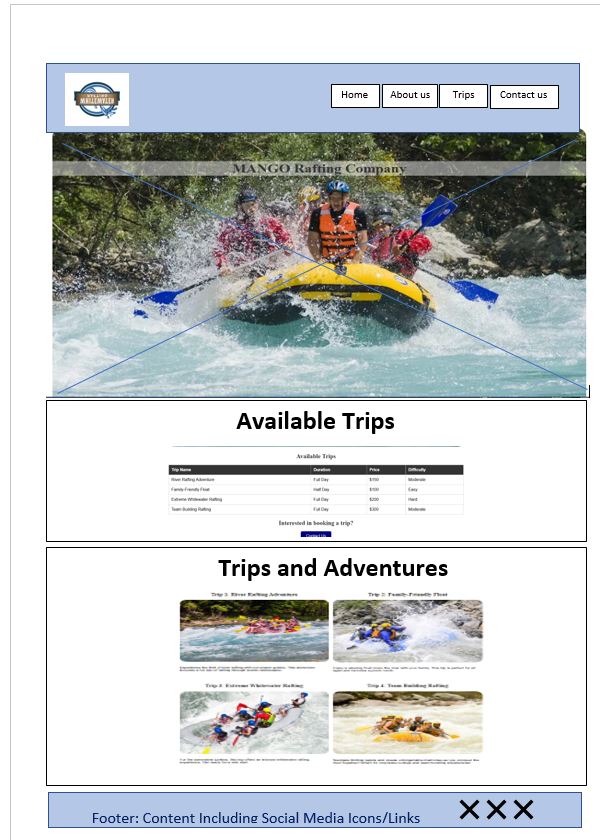 Home About us Trips Contact us
MANGO Rafting Company
Available Trips
Available Trips
Trip Name Duration Price Difficulty
River Rafting Adventure Full Day $150 Moderate
Family-Friendly Float Half Day $100 Easy
Extreme Whitewater Rafting Full Day $200 Hard
Team Building Rafting Full Day $300 Moderate
Interested in booking a trip?
Contact Us
Trips and Adventures
Trip 1: River Rafting Adventure Trip 2: Family-Friendly Float
Trip 3: Extreme Whitewater Rafting Trip 4: Team Building Rafting
Footer: Content Including Social Media Icons/Links